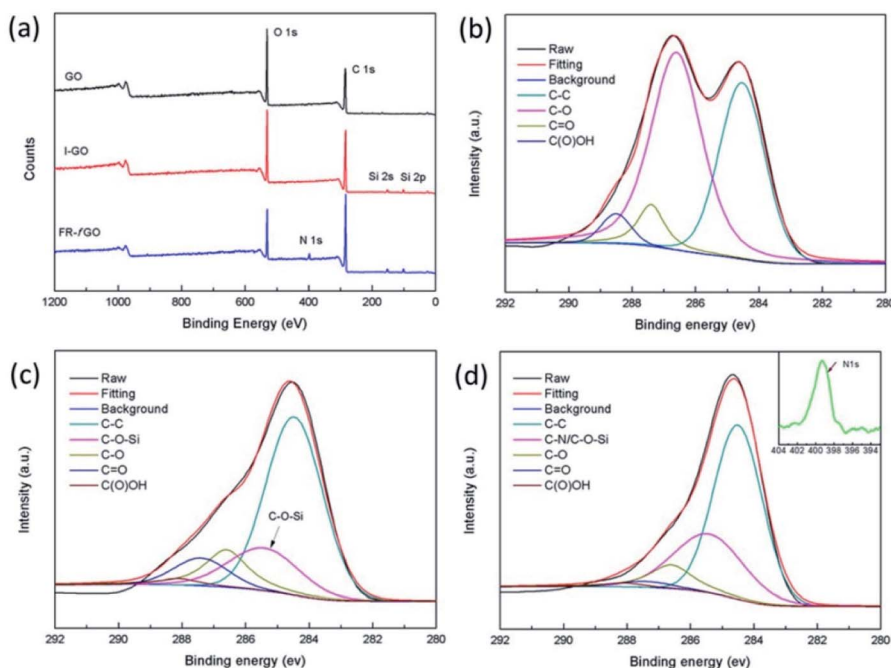 (a)
O 1s
C 1s
GO
I-GO
Si 2s Si 2p
FR-fGO
N 1s
Counts
1200 1000 800 600 400 200 0
Binding Energy (eV)
(b)
Raw
Fitting
Background
C-C
C-O
C=O
C(O)OH
Intensity (a.u.)
292 290 288 286 284 282 280
Binding energy (ev)
(c)
Raw
Fitting
Background
C-C
C-O-Si
C-O
C=O
C(O)OH
C-O-Si
Intensity (a.u.)
292 290 288 286 284 282 280
Binding energy (ev)
(d)
Raw
Fitting
Background
C-C
C-N/C-O-Si
C-O
C=O
C(O)OH
N1s
404 402 400 398 396 394
Intensity (a.u.)
292 290 288 286 284 282 280
Binding energy (ev)